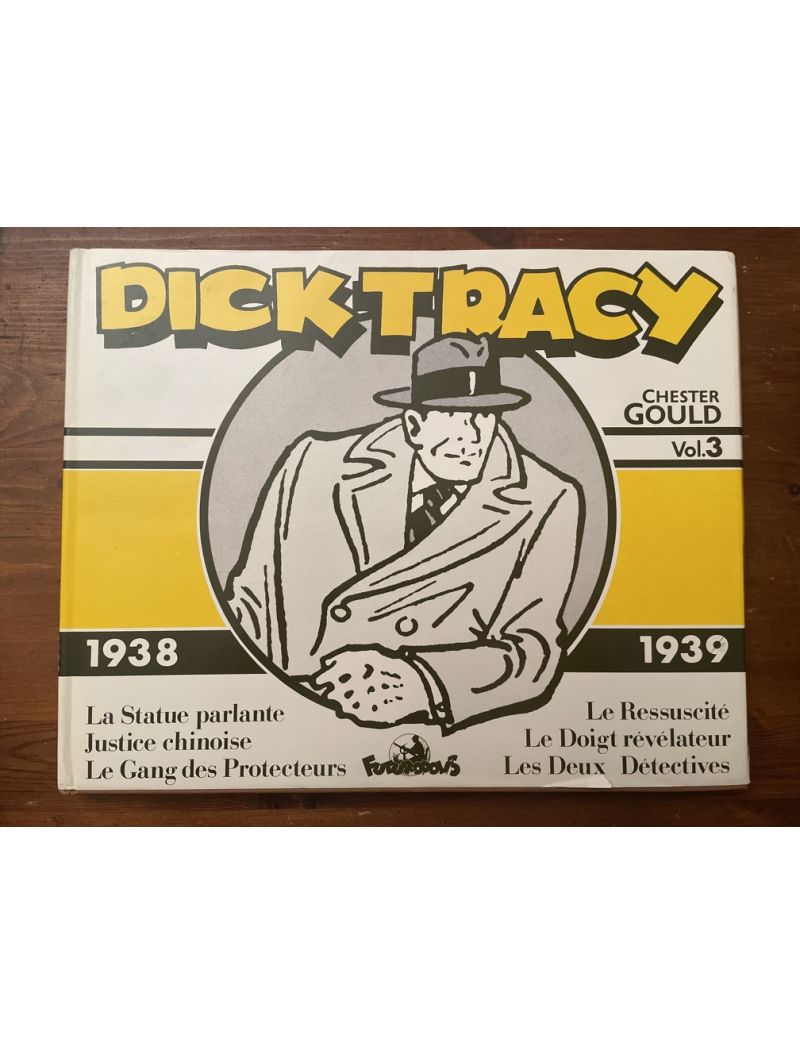 DICK TRACY
CHESTER
GOULD
Vol.3
1938
1939
La Statue parlante
Justice chinoise
Le Gang des Protecteurs
Le Ressuscité
Le Doigt révélateur
Les Deux Détectives
FUTUROPOLIS